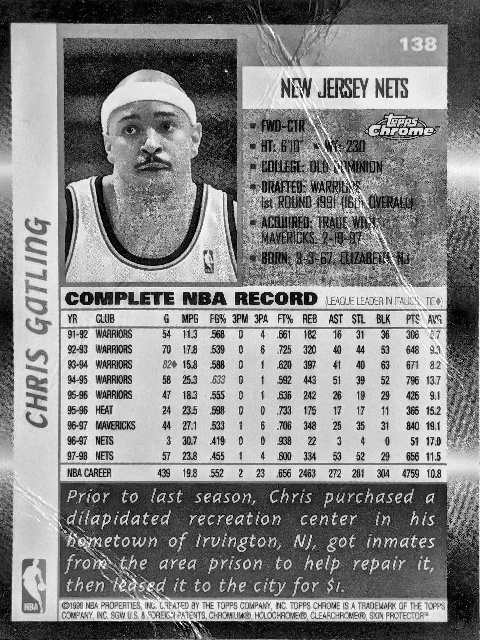 138
NEW JERSEY NETS
Topps Chrome
• FWD-CTR
• HT: 6'10" • WT: 230
• COLLEGE: OLD DOMINION
• DRAFTED: WARRIORS
1st ROUND 1991 (16th OVERALL)
• ACQUIRED: TRADE WITH
MAVERICKS, 2-18-97
• BORN: 9-3-67, ELIZABETH, NJ
CHRIS GATLING
COMPLETE NBA RECORD (LEAGUE LEADER IN ITALICS, TIE♦)
YR CLUB G MPG FG% 3PM 3PA FT% REB AST STL BLK PTS AVG
91-92 WARRIORS 54 11.3 .568 0 4 .661 182 16 31 36 306 5.7
92-93 WARRIORS 70 17.8 .539 0 6 .725 320 40 44 53 648 9.3
93-94 WARRIORS 82♦ 15.8 .588 0 1 .620 397 41 40 63 671 8.2
94-95 WARRIORS 58 25.3 .633 0 1 .592 443 51 39 52 796 13.7
95-96 WARRIORS 47 18.3 .555 0 1 .636 242 26 19 29 426 9.1
95-96 HEAT 24 23.5 .598 0 0 .733 175 17 17 11 365 15.2
96-97 MAVERICKS 44 27.1 .533 1 6 .706 348 25 35 31 840 19.1
96-97 NETS 3 30.7 .419 0 0 .938 22 3 4 0 51 17.0
97-98 NETS 57 23.8 .455 1 4 .600 334 53 52 29 656 11.5
NBA CAREER 439 19.8 .552 2 23 .656 2463 272 281 304 4759 10.8
Prior to last season, Chris purchased a
dilapidated recreation center in his
hometown of Irvington, NJ, got inmates
from the area prison to help repair it,
then leased it to the city for $1.
NBA
©1998 NBA PROPERTIES, INC. CREATED BY THE TOPPS COMPANY, INC. TOPPS CHROME IS A TRADEMARK OF THE TOPPS
COMPANY, INC. SGW U.S. & FOREIGN PATENTS, CHROMIUM®, HOLOCHROME®, CLEARCHROME®, SKIN PROTECTOR™